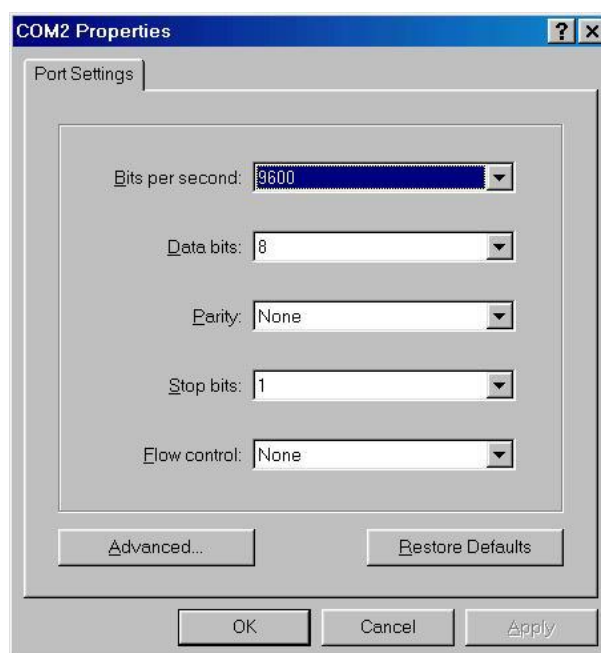 COM2 Properties
Port Settings
Bits per second: 9600
Data bits: 8
Parity: None
Stop bits: 1
Flow control: None
Advanced... Restore Defaults
OK Cancel Apply